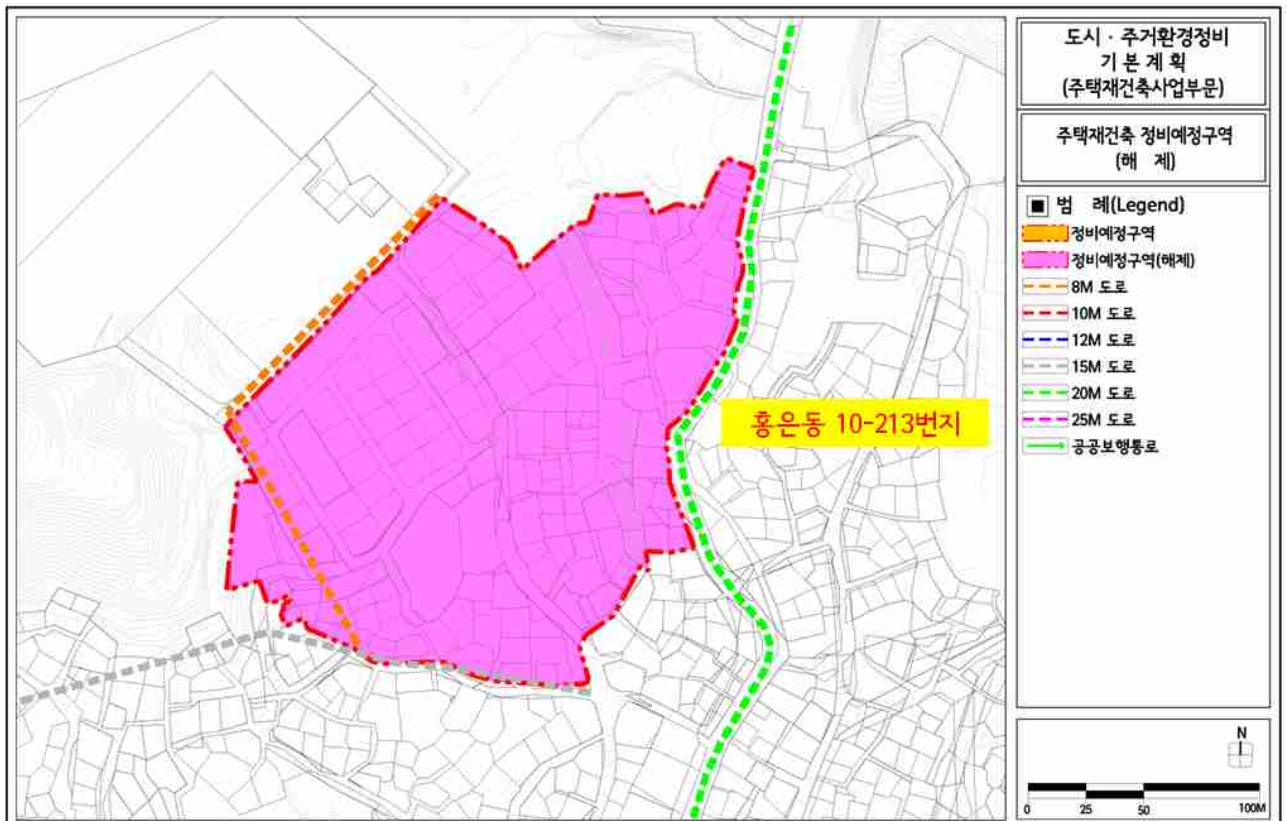 도시 · 주거환경정비
기 본 계 획
(주택재건축사업부문)
주택재건축 정비예정구역
(해 제)
■ 범 례(Legend)
정비예정구역
정비예정구역(해제)
8M 도로
10M 도로
12M 도로
15M 도로
20M 도로
25M 도로
공공보행통로
홍은동 10-213번지
N
0 25 50 100M